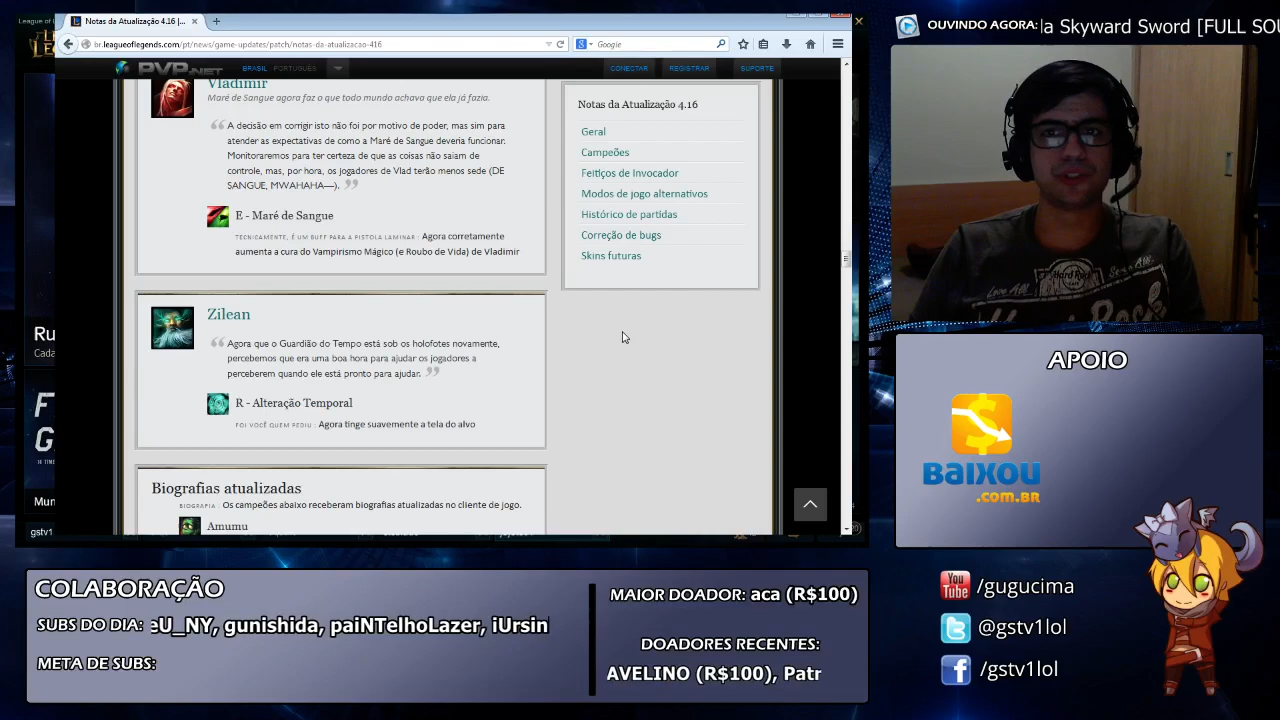 League of L
Notas da Atualização 4.16 |...
br.leagueoflegends.com/pt/news/game-updates/patch/notas-da-atualizacao-416
Google
PVP.NET
BRASIL PORTUGUÊS
CONECTAR
REGISTRAR
SUPORTE
Vladimir
Maré de Sangue agora faz o que todo mundo achava que ela já fazia.
“ A decisão em corrigir isto não foi por motivo de poder, mas sim para
atender as expectativas de como a Maré de Sangue deveria funcionar.
Monitoraremos para ter certeza de que as coisas não saiam de
controle, mas, por hora, os jogadores de Vlad terão menos sede (DE
SANGUE, MWAHAHA—). ”
E - Maré de Sangue
TECNICAMENTE, É UM BUFF PARA A PISTOLA LAMINAR : Agora corretamente
aumenta a cura do Vampirismo Mágico (e Roubo de Vida) de Vladimir
Zilean
“ Agora que o Guardião do Tempo está sob os holofotes novamente,
percebemos que era uma boa hora para ajudar os jogadores a
perceberem quando ele está pronto para ajudar. ”
R - Alteração Temporal
FOI VOCÊ QUEM PEDIU : Agora tinge suavemente a tela do alvo
Biografias atualizadas
BIOGRAFIA : Os campeões abaixo receberam biografias atualizadas no cliente de jogo.
Amumu
Notas da Atualização 4.16
Geral
Campeões
Feitiços de Invocador
Modos de jogo alternativos
Histórico de partidas
Correção de bugs
Skins futuras
Ru
Cada
F
G
Mun
gstv1
OUVINDO AGORA: la Skyward Sword [FULL SOU
APOIO
BAIXOU
.COM.BR
/gugucima
@gstv1lol
/gstv1lol
COLABORAÇÃO
SUBS DO DIA: eU_NY, gunishida, paiNTelhoLazer, iUrsin
META DE SUBS:
MAIOR DOADOR: aca (R$100)
DOADORES RECENTES:
AVELINO (R$100), Patr